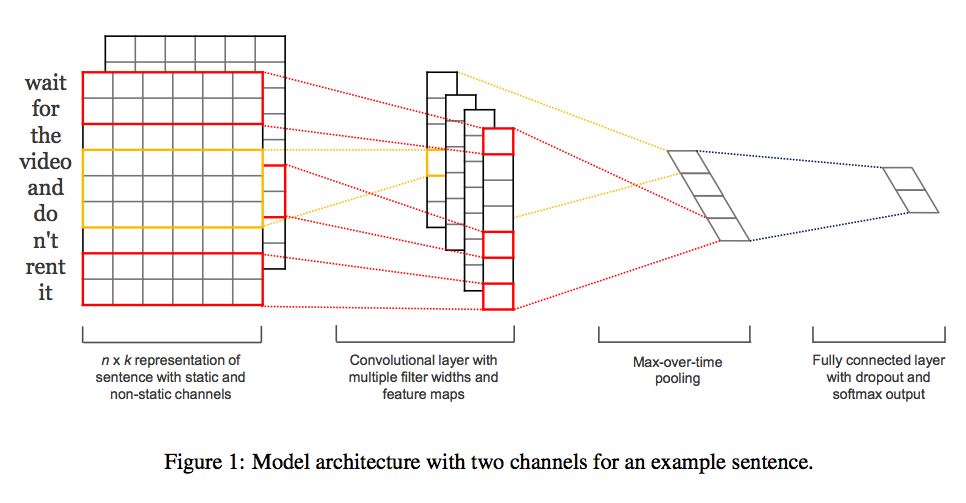 wait
for
the
video
and
do
n't
rent
it
n x k representation of
sentence with static and
non-static channels
Convolutional layer with
multiple filter widths and
feature maps
Max-over-time
pooling
Fully connected layer
with dropout and
softmax output
Figure 1: Model architecture with two channels for an example sentence.